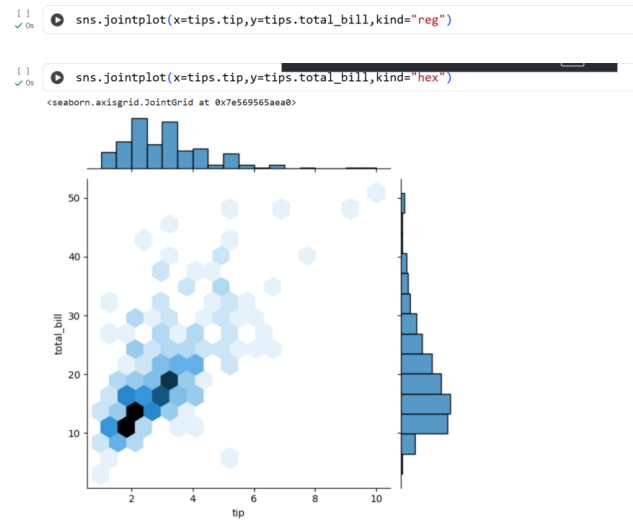 [ ]
0s
sns.jointplot(x=tips.tip,y=tips.total_bill,kind="reg")
[ ]
0s
sns.jointplot(x=tips.tip,y=tips.total_bill,kind="hex")
<seaborn.axisgrid.JointGrid at 0x7e569565aea0>
50
40
30
20
10
total_bill
2 4 6 8 10
tip